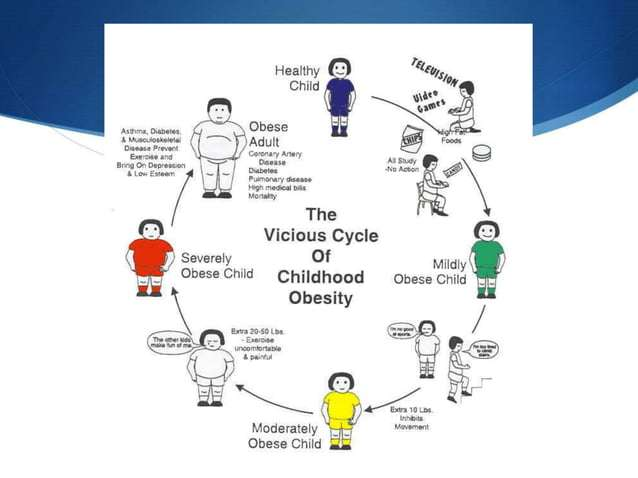 Healthy
Child
TELEVISION
Video
Games
High Fat
Foods
CHIPS
CANDY
All Study
-No Action
Mildly
Obese Child
I'm no good
at sports.
I'm too tired
to climb
stairs.
Extra 10 Lbs.
Inhibits
Movement
Moderately
Obese Child
Extra 20-50 Lbs.
- Exercise
uncomfortable
& painful
The other kids
make fun of me.
Severely
Obese Child
Asthma, Diabetes,
& Musculoskeletal
Disease Prevent
Exercise and
Bring On Depression
& Low Esteem
Obese
Adult
Coronary Artery
Disease
Diabetes
Pulmonary disease
High medical bills
Mortality
The
Vicious Cycle
Of
Childhood
Obesity